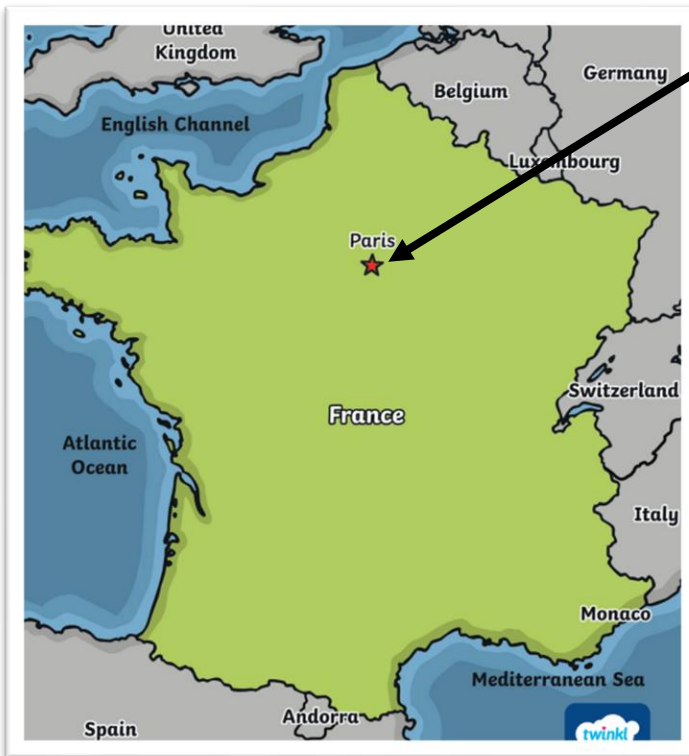 United
Kingdom
Belgium
Germany
English Channel
Luxembourg
Paris
Switzerland
France
Atlantic
Ocean
Italy
Monaco
Mediterranean Sea
Andorra
Spain
twinkl